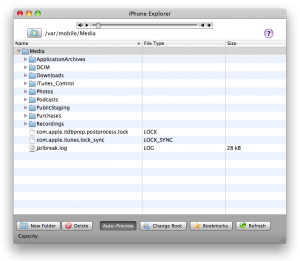 iPhone Explorer
/var/mobile/Media
Name File Type Size
Media
ApplicationArchives
DCIM
Downloads
iTunes_Control
Photos
Podcasts
PublicStaging
Purchases
Recordings
com.apple.itdbprep.postprocess.lock LOCK
com.apple.itunes.lock_sync LOCK_SYNC
jailbreak.log LOG 28 kB
New Folder Delete Auto-Preview Change Root Bookmarks Refresh
Capacity: